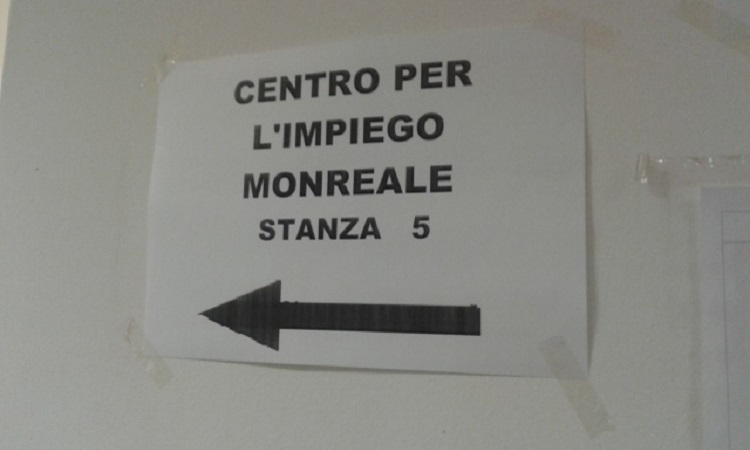 CENTRO PER
L'IMPIEGO
MONREALE
STANZA 5